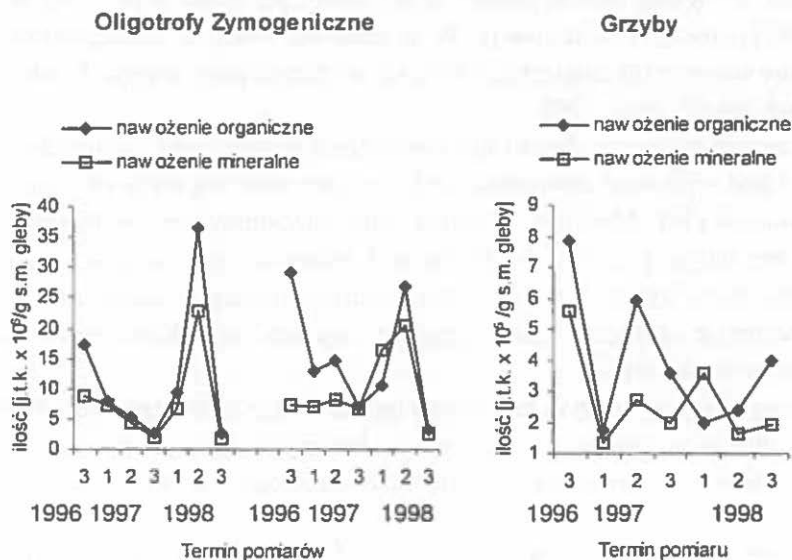 Oligotrofy Zymogeniczne
nawożenie organiczne
nawożenie mineralne
ilość [j.t.k. x 10⁵/g s.m. gleby]
40
35
30
25
20
15
10
5
0
3 1 2 3 1 2 3 3 1 2 3 1 2 3
1996 1997 1998 1996 1997 1998
Termin pomiarów
Grzyby
nawożenie organiczne
nawożenie mineralne
ilość [j.t.k. x 10⁵ /g s.m. gleby]
9
8
7
6
5
4
3
2
1
3 1 2 3 1 2 3
1996 1997 1998
Termin pomiaru